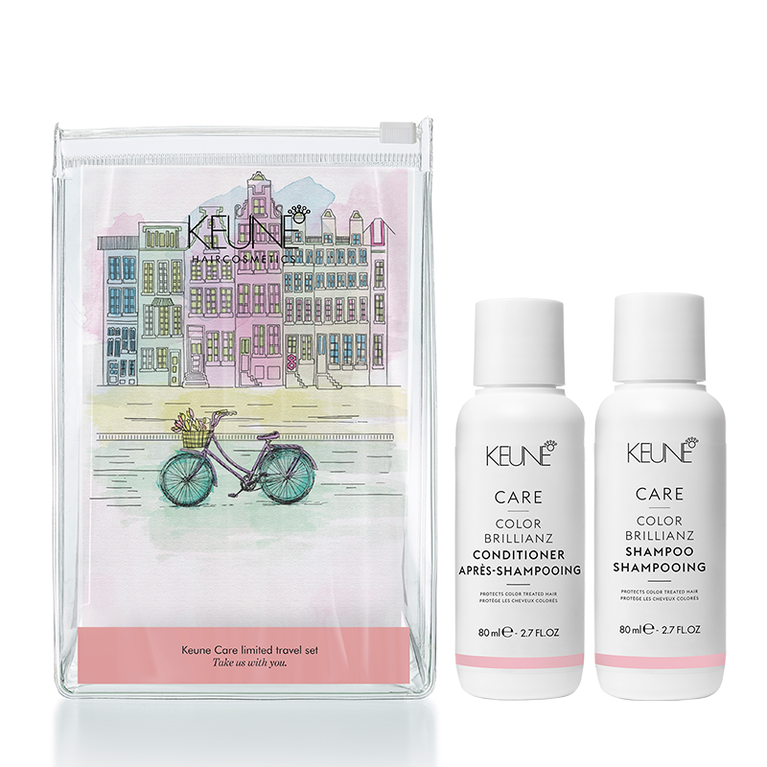 KEUNE
HAIRCOSMETICS
Keune Care limited travel set
Take us with you.
KEUNE
CARE
COLOR
BRILLIANZ
CONDITIONER
APRÈS-SHAMPOOING
PROTECTS COLOR TREATED HAIR
PROTÈGE LES CHEVEUX COLORÉS
80 ml℮ - 2.7 FL.OZ
KEUNE
CARE
COLOR
BRILLIANZ
SHAMPOO
SHAMPOOING
PROTECTS COLOR TREATED HAIR
PROTÈGE LES CHEVEUX COLORÉS
80 ml℮ - 2.7 FL.OZ